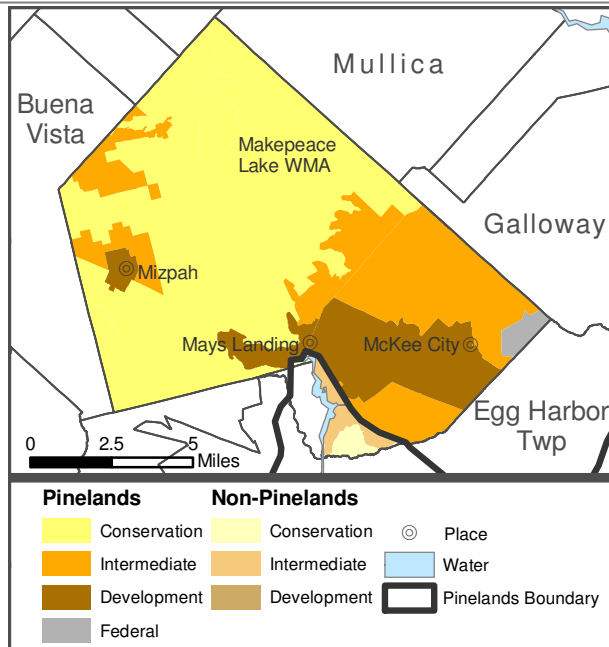 Mullica
Buena
Vista
Makepeace
Lake WMA
Galloway
Mizpah
Mays Landing
McKee City
Egg Harbor
Twp
0 2.5 5
Miles
Pinelands Non-Pinelands
Conservation Conservation Place
Intermediate Intermediate Water
Development Development Pinelands Boundary
Federal